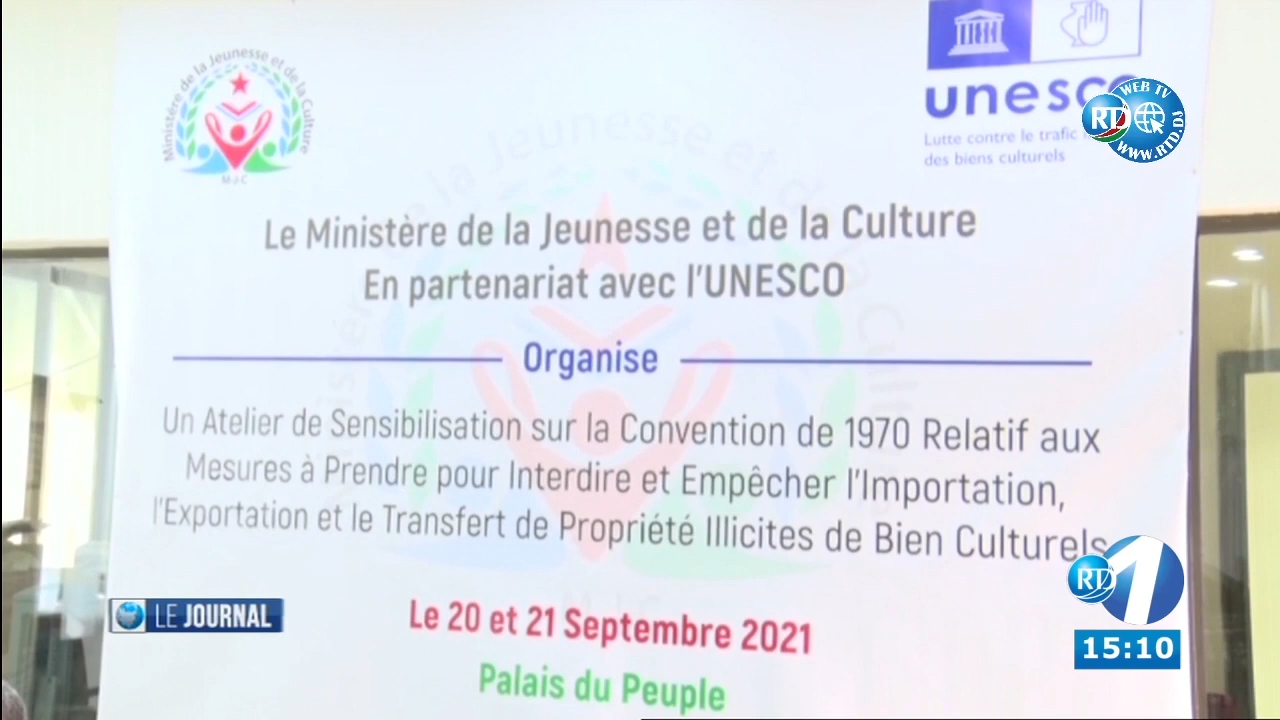 Ministère de la Jeunesse et de la Culture
M-J-C
unesco
Lutte contre le trafic
des biens culturels
WEB TV
RTD
WWW.RTD.DJ
Le Ministère de la Jeunesse et de la Culture
En partenariat avec l'UNESCO
Organise
Un Atelier de Sensibilisation sur la Convention de 1970 Relatif aux
Mesures à Prendre pour Interdire et Empêcher l'Importation,
l'Exportation et le Transfert de Propriété Illicites de Bien Culturels
Le 20 et 21 Septembre 2021
Palais du Peuple
LE JOURNAL
RTD 1
15:10